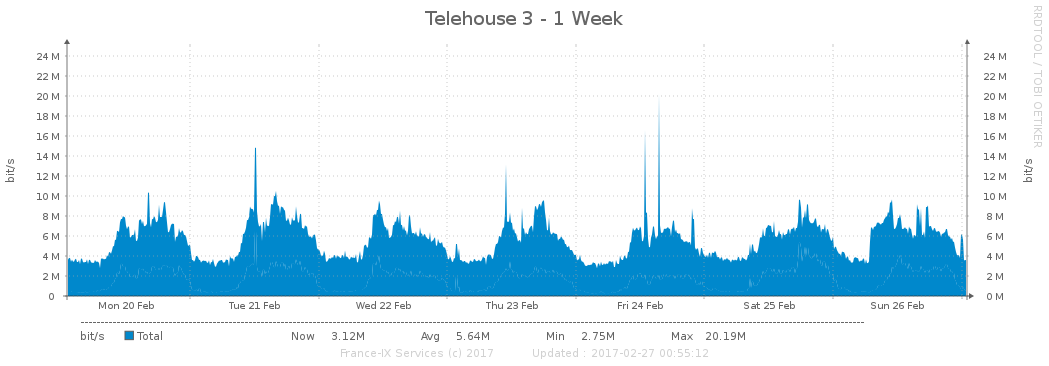 Telehouse 3 - 1 Week
RRDTOOL / TOBI OETIKER
24 M 24 M
22 M 22 M
20 M 20 M
18 M 18 M
16 M 16 M
14 M 14 M
12 M 12 M
10 M 10 M
8 M 8 M
6 M 6 M
4 M 4 M
2 M 2 M
0 0 M
bit/s bit/s
Mon 20 Feb Tue 21 Feb Wed 22 Feb Thu 23 Feb Fri 24 Feb Sat 25 Feb Sun 26 Feb
bit/s Total Now 3.12M Avg 5.64M Min 2.75M Max 20.19M
France-IX Services (c) 2017 Updated : 2017-02-27 00:55:12